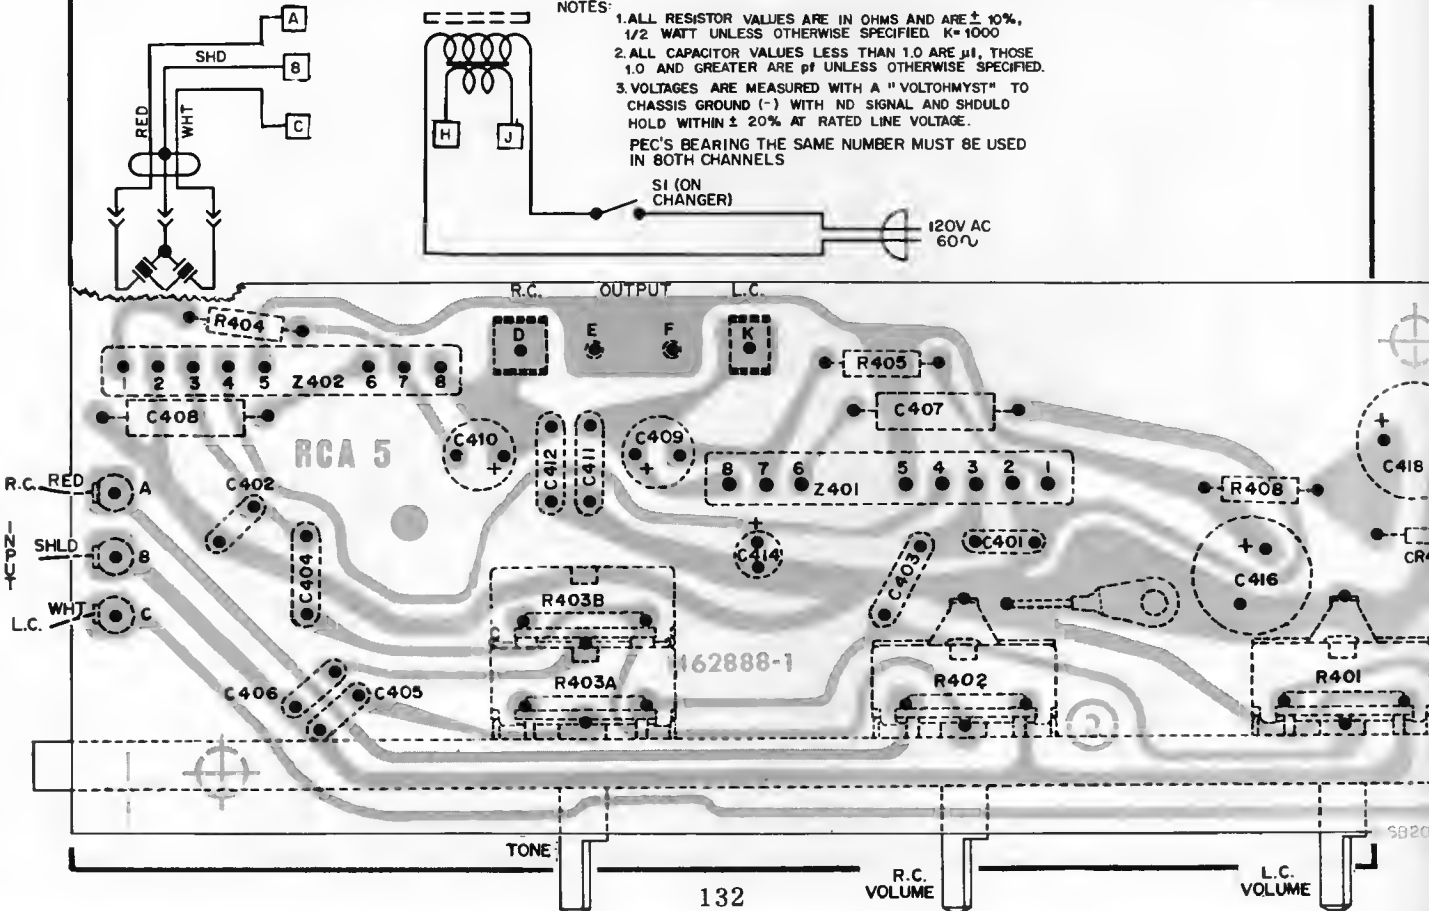 NOTES:
1. ALL RESISTOR VALUES ARE IN OHMS AND ARE ± 10%,
1/2 WATT UNLESS OTHERWISE SPECIFIED. K=1000
2. ALL CAPACITOR VALUES LESS THAN 1.0 ARE µf, THOSE
1.0 AND GREATER ARE pf UNLESS OTHERWISE SPECIFIED.
3. VOLTAGES ARE MEASURED WITH A "VOLTOHMYST" TO
CHASSIS GROUND (-) WITH NO SIGNAL AND SHOULD
HOLD WITHIN ± 20% AT RATED LINE VOLTAGE.
PEC'S BEARING THE SAME NUMBER MUST BE USED
IN BOTH CHANNELS
A
SHD
B
RED
WHT
C
H
J
S1 (ON
CHANGER)
120V AC
60~
R.C. OUTPUT L.C.
R404
D E F K
1 2 3 4 5 Z402 6 7 8
R405
C408
C407
RCA 5
C410
C412
C411
C409
C418
8 7 6 Z401 5 4 3 2 1
R408
R.C. RED A
C402
INPUT
SHLD B
C404
C414
C403
C401
C416
CR4
L.C. WHT C
R403B
1462888-1
C406
C405
R403A
R402
R401
2
SB20
TONE
R.C.
VOLUME
L.C.
VOLUME
132